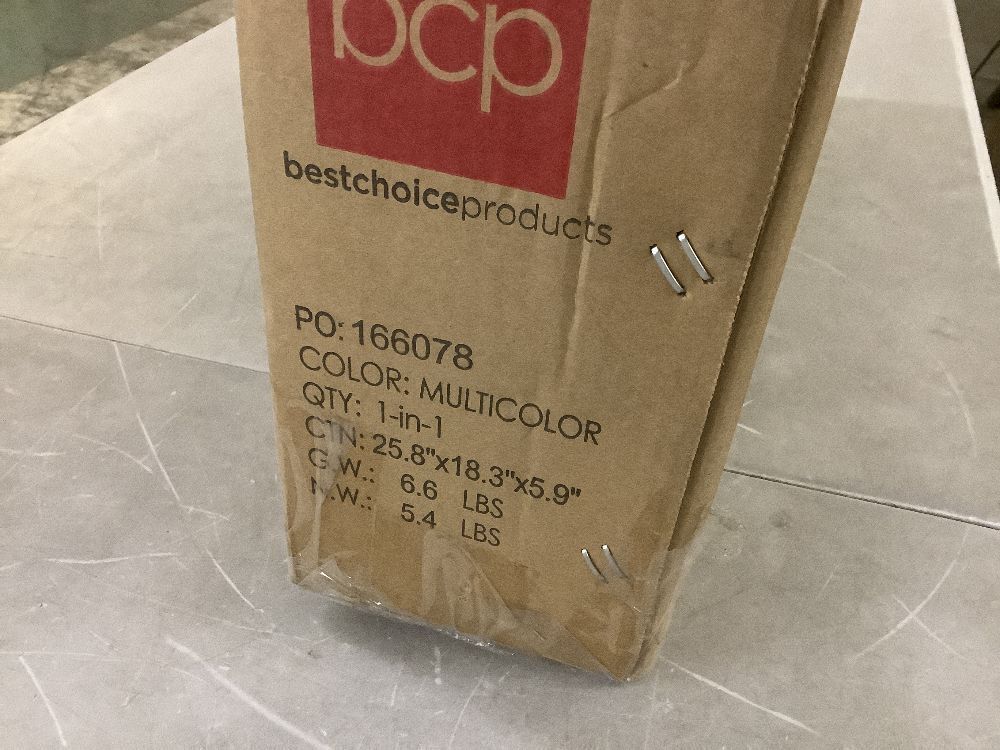 bcp
bestchoiceproducts
PO: 166078
COLOR: MULTICOLOR
QTY: 1-in-1
CTN: 25.8"x18.3"x5.9"
G.W.: 6.6 LBS
N.W.: 5.4 LBS